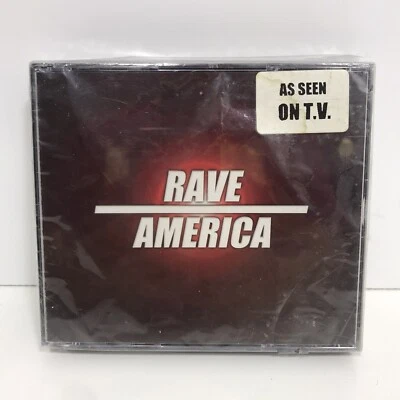 AS SEEN
ON T.V.
RAVE
AMERICA